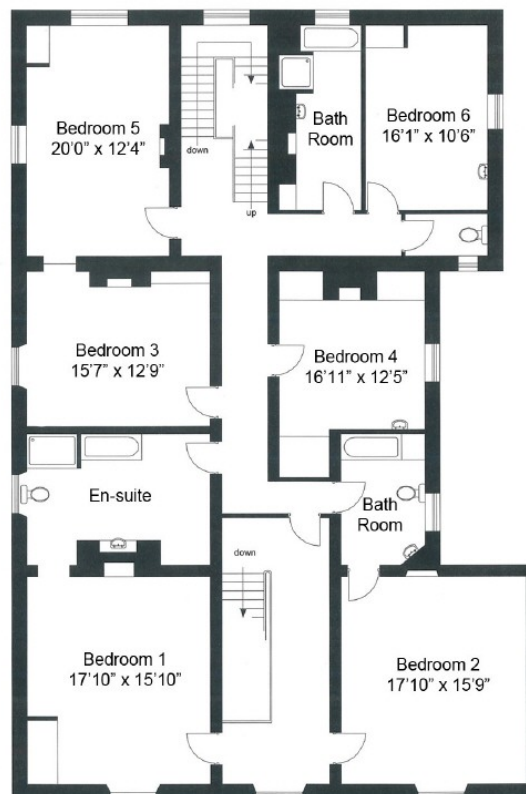 Bedroom 5
20'0" x 12'4"
down
up
Bath
Room
Bedroom 6
16'1" x 10'6"
Bedroom 3
15'7" x 12'9"
Bedroom 4
16'11" x 12'5"
En-suite
Bath
Room
down
Bedroom 1
17'10" x 15'10"
Bedroom 2
17'10" x 15'9"